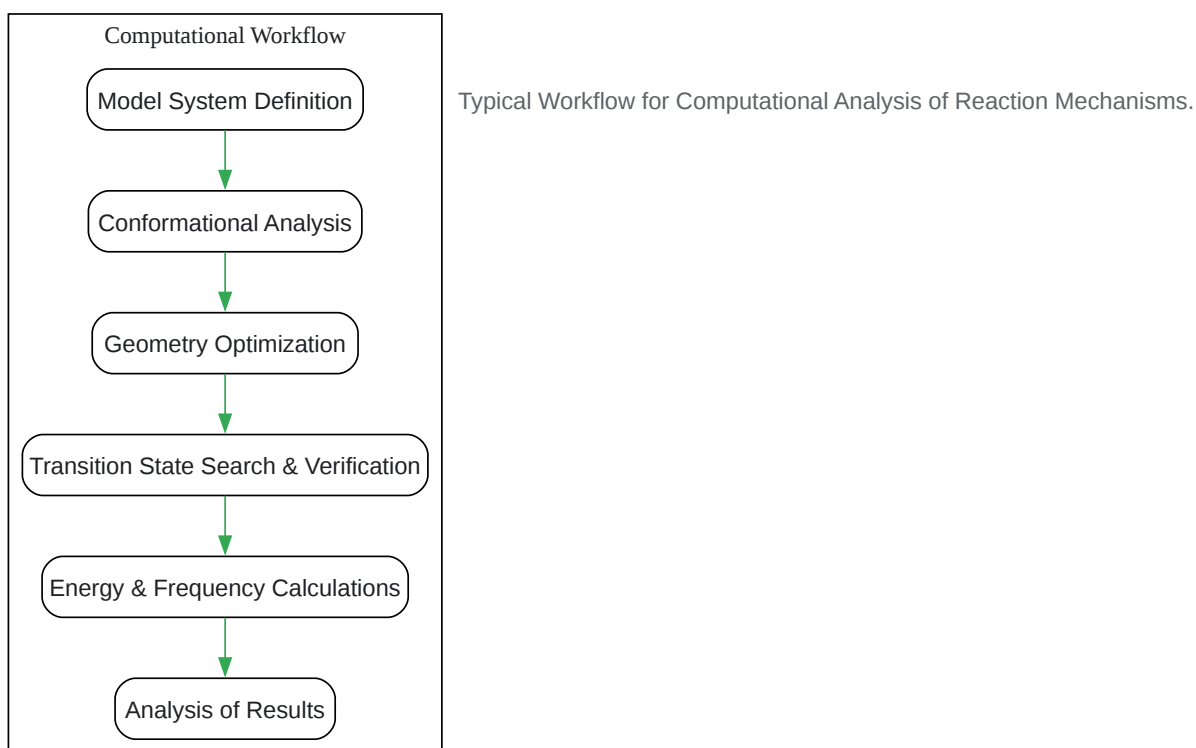 Computational Workflow
Model System Definition
Typical Workflow for Computational Analysis of Reaction Mechanisms.
Conformational Analysis
Geometry Optimization
Transition State Search & Verification
Energy & Frequency Calculations
Analysis of Results